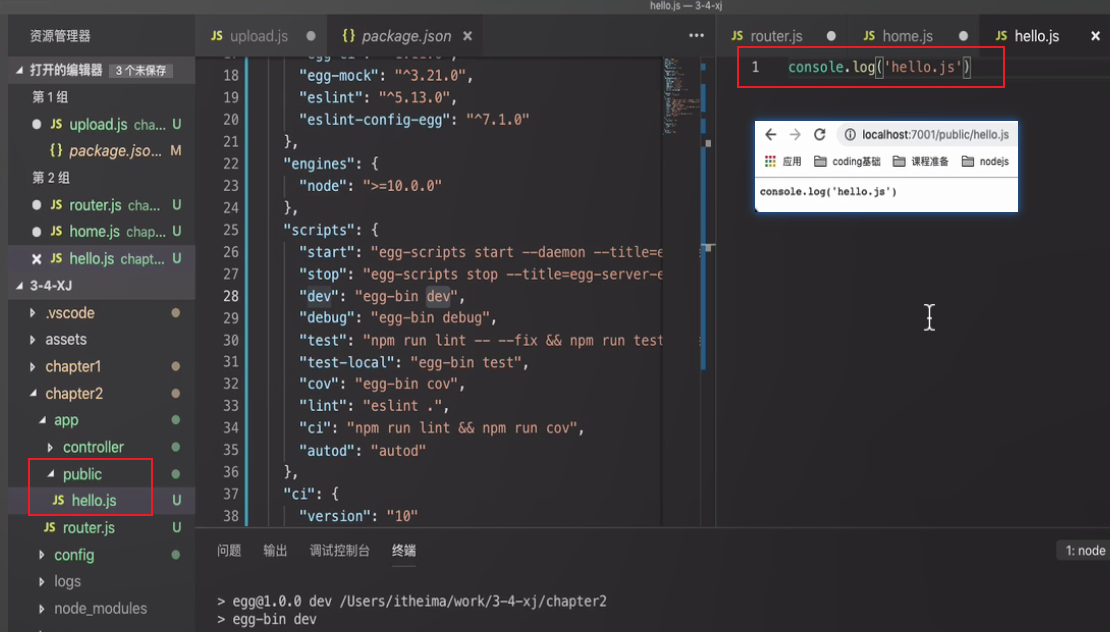 hello.js — 3-4-xj
资源管理器
打开的编辑器 3 个未保存
第 1 组
JS upload.js cha... U
{} package.jso... M
第 2 组
JS router.js cha... U
JS home.js chap... U
JS hello.js chapt... U
3-4-XJ
.vscode
assets
chapter1
chapter2
app
controller
public
JS hello.js U
JS router.js U
config
logs
node_modules
JS upload.js
{} package.json
18 "egg-mock": "^3.21.0",
19 "eslint": "^5.13.0",
20 "eslint-config-egg": "^7.1.0"
21 },
22 "engines": {
23 "node": ">=10.0.0"
24 },
25 "scripts": {
26 "start": "egg-scripts start --daemon --title=e
27 "stop": "egg-scripts stop --title=egg-server-e
28 "dev": "egg-bin dev",
29 "debug": "egg-bin debug",
30 "test": "npm run lint -- --fix && npm run test
31 "test-local": "egg-bin test",
32 "cov": "egg-bin cov",
33 "lint": "eslint .",
34 "ci": "npm run lint && npm run cov",
35 "autod": "autod"
36 },
37 "ci": {
38 "version": "10"
JS router.js
JS home.js
JS hello.js
1 console.log('hello.js')
localhost:7001/public/hello.js
应用 coding基础 课程准备 nodejs
console.log('hello.js')
问题 输出 调试控制台 终端
1: node
> egg@1.0.0 dev /Users/itheima/work/3-4-xj/chapter2
> egg-bin dev